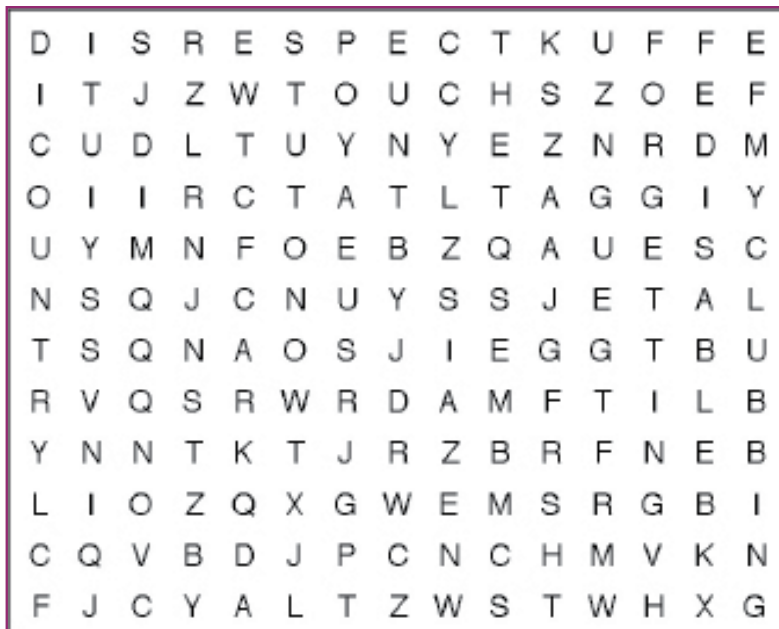 D I S R E S P E C T K U F F E
I T J Z W T O U C H S Z O E F
C U D L T U Y N Y E Z N R D M
O I I R C T A T L T A G G I Y
U Y M N F O E B Z Q A U E S C
N S Q J C N U Y S S J E T A L
T S Q N A O S J I E G G T B U
R V Q S R W R D A M F T I L B
Y N N T K T J R Z B R F N E B
L I O Z Q X G W E M S R G B I
C Q V B D J P C N C H M V K N
F J C Y A L T Z W S T W H X G